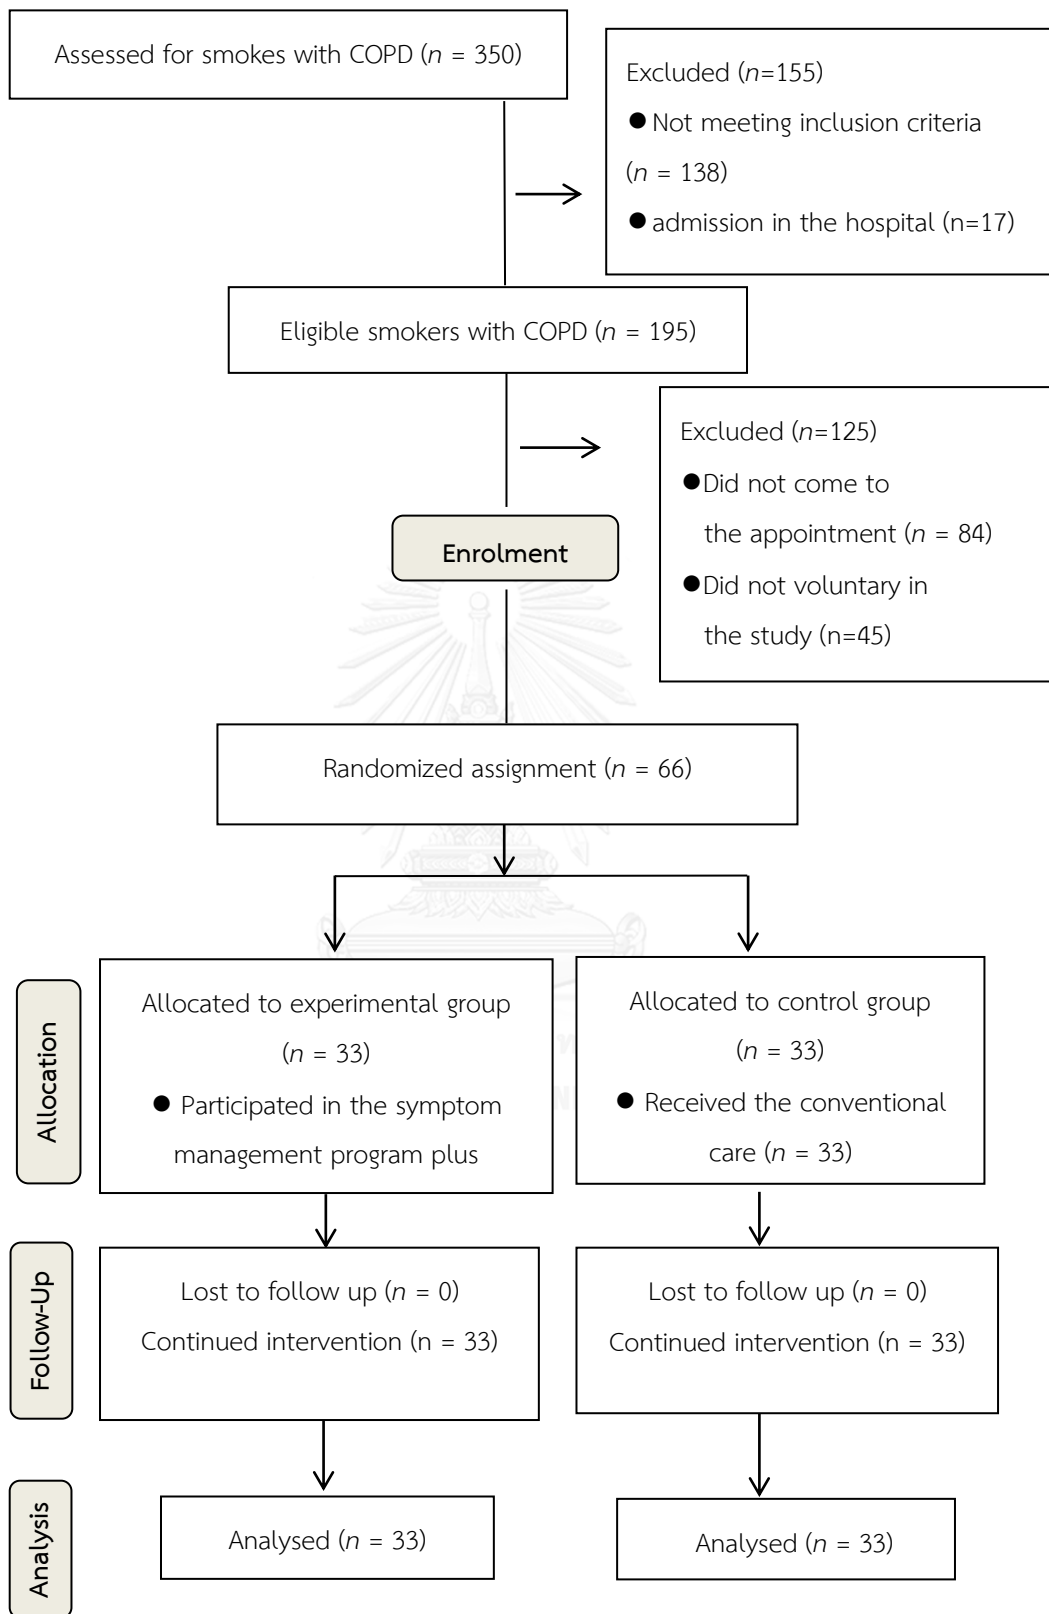 Assessed for smokes with COPD (n = 350)
Excluded (n=155)
● Not meeting inclusion criteria
(n = 138)
● admission in the hospital (n=17)
Eligible smokers with COPD (n = 195)
Excluded (n=125)
●Did not come to
the appointment (n = 84)
●Did not voluntary in
the study (n=45)
Enrolment
Randomized assignment (n = 66)
Allocation
Allocated to experimental group
(n = 33)
● Participated in the symptom
management program plus
Allocated to control group
(n = 33)
● Received the conventional
care (n = 33)
Follow-Up
Lost to follow up (n = 0)
Continued intervention (n = 33)
Lost to follow up (n = 0)
Continued intervention (n = 33)
Analysis
Analysed (n = 33)
Analysed (n = 33)